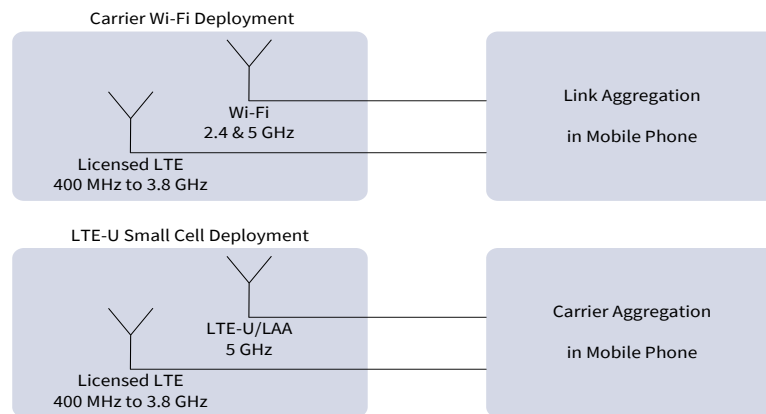 Carrier Wi-Fi Deployment
Wi-Fi
2.4 & 5 GHz
Licensed LTE
400 MHz to 3.8 GHz
Link Aggregation
in Mobile Phone
LTE-U Small Cell Deployment
LTE-U/LAA
5 GHz
Licensed LTE
400 MHz to 3.8 GHz
Carrier Aggregation
in Mobile Phone